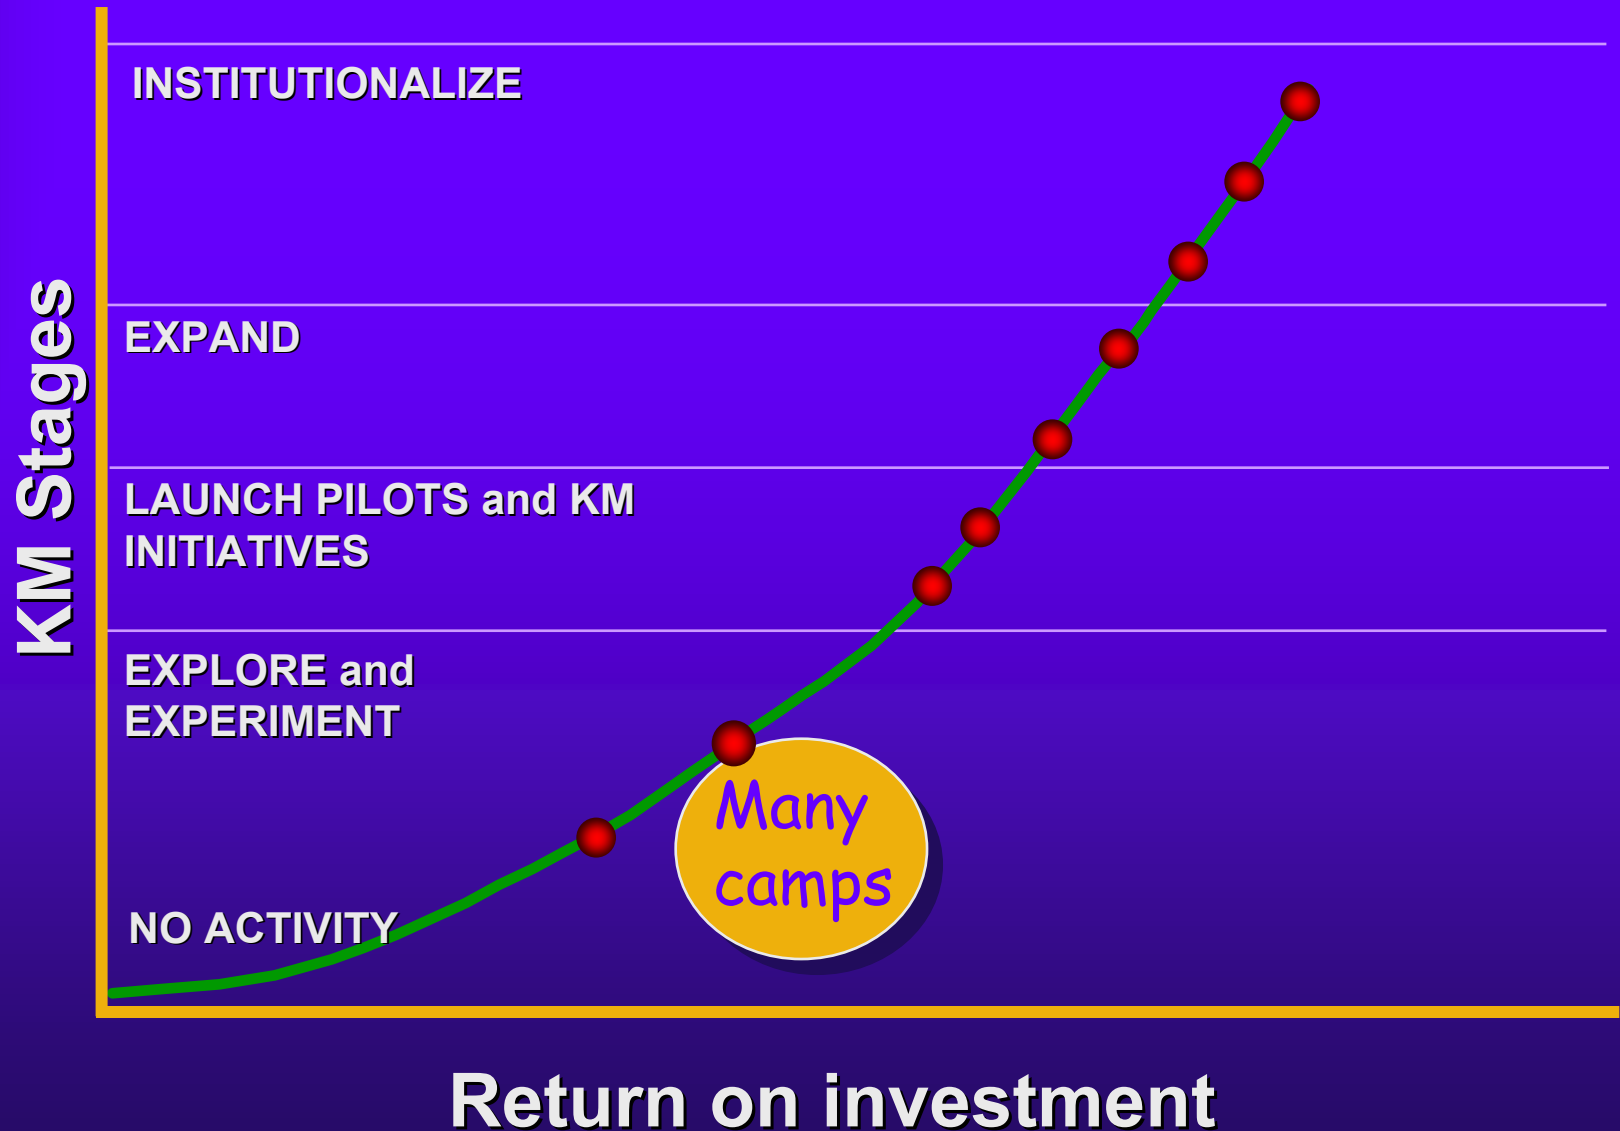 INSTITUTIONALIZE
EXPAND
LAUNCH PILOTS and KM
INITIATIVES
EXPLORE and
EXPERIMENT
Many
camps
NO ACTIVITY
KM Stages
Return on investment